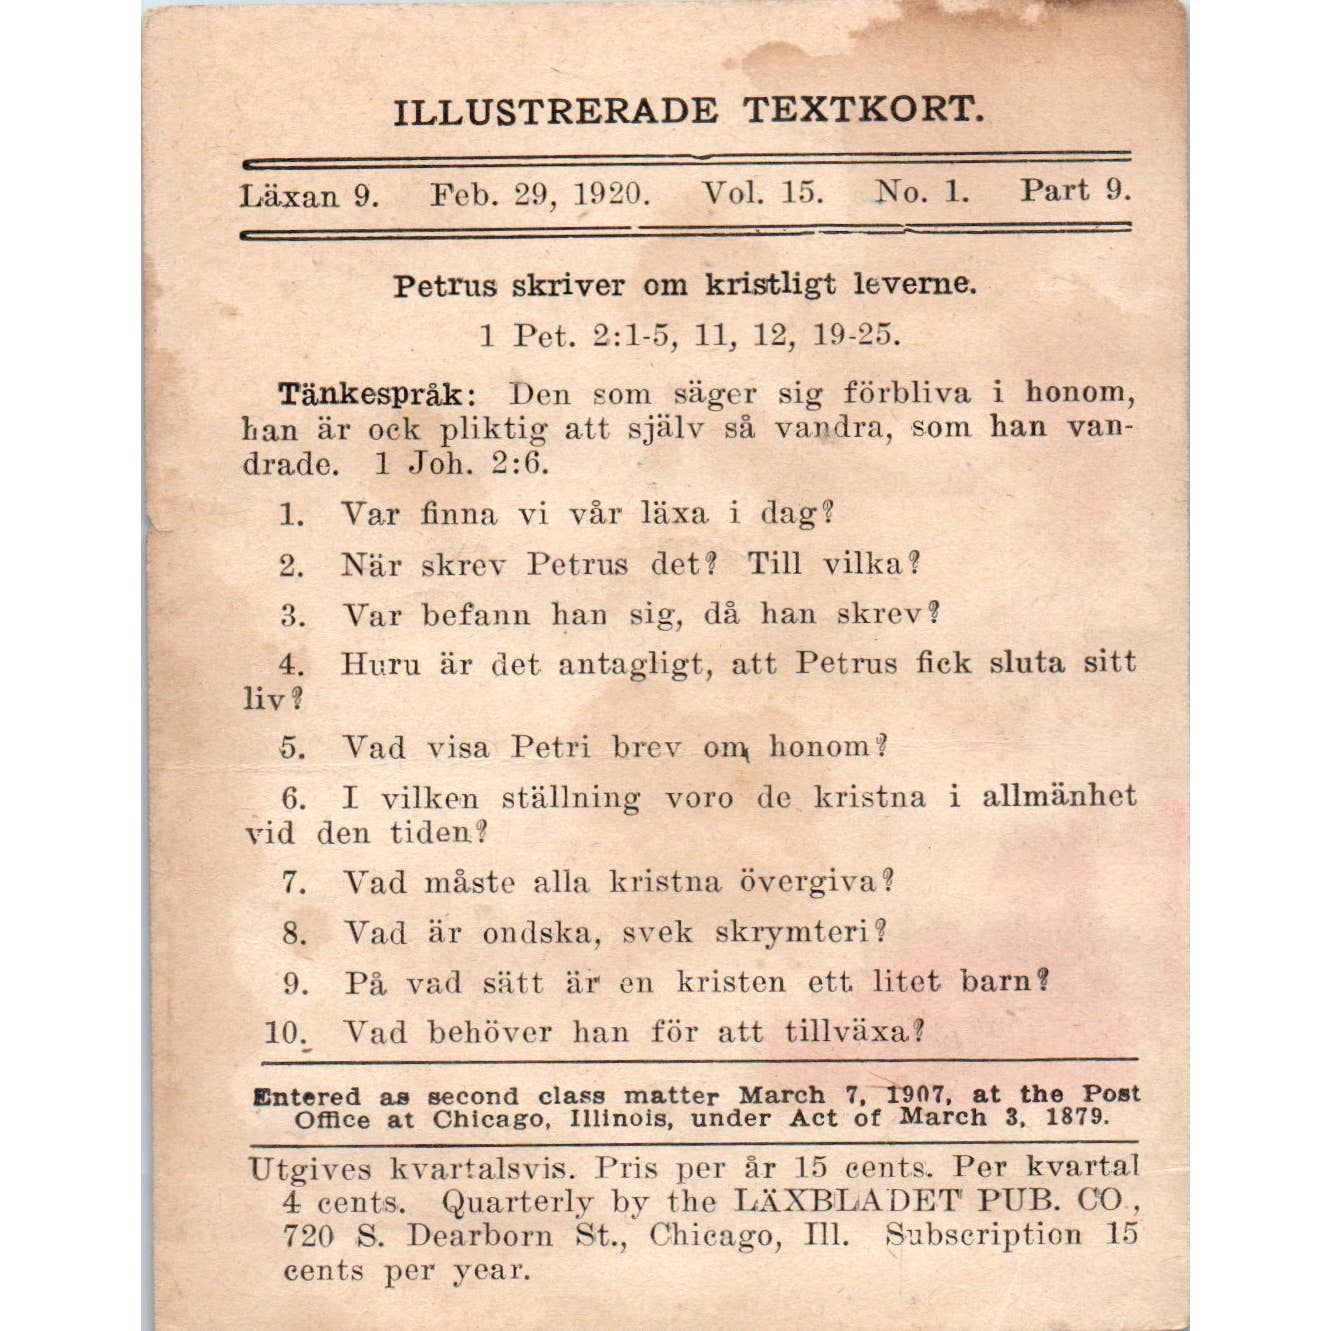 ILLUSTRERADE TEXTKORT.
Läxan 9. Feb. 29, 1920. Vol. 15. No. 1. Part 9.
Petrus skriver om kristligt leverne.
1 Pet. 2:1-5, 11, 12, 19-25.
Tänkespråk: Den som säger sig förbliva i honom,
han är ock pliktig att själv så vandra, som han van-
drade. 1 Joh. 2:6.
1. Var finna vi vår läxa i dag?
2. När skrev Petrus det? Till vilka?
3. Var befann han sig, då han skrev?
4. Huru är det antagligt, att Petrus fick sluta sitt
liv?
5. Vad visa Petri brev om honom?
6. I vilken ställning voro de kristna i allmänhet
vid den tiden?
7. Vad måste alla kristna övergiva?
8. Vad är ondska, svek skrymteri?
9. På vad sätt är en kristen ett litet barn?
10. Vad behöver han för att tillväxa?
Entered as second class matter March 7, 1907, at the Post
Office at Chicago, Illinois, under Act of March 3, 1879.
Utgives kvartalsvis. Pris per år 15 cents. Per kvartal
4 cents. Quarterly by the LÄXBLADET PUB. CO.,
720 S. Dearborn St., Chicago, Ill. Subscription 15
cents per year.